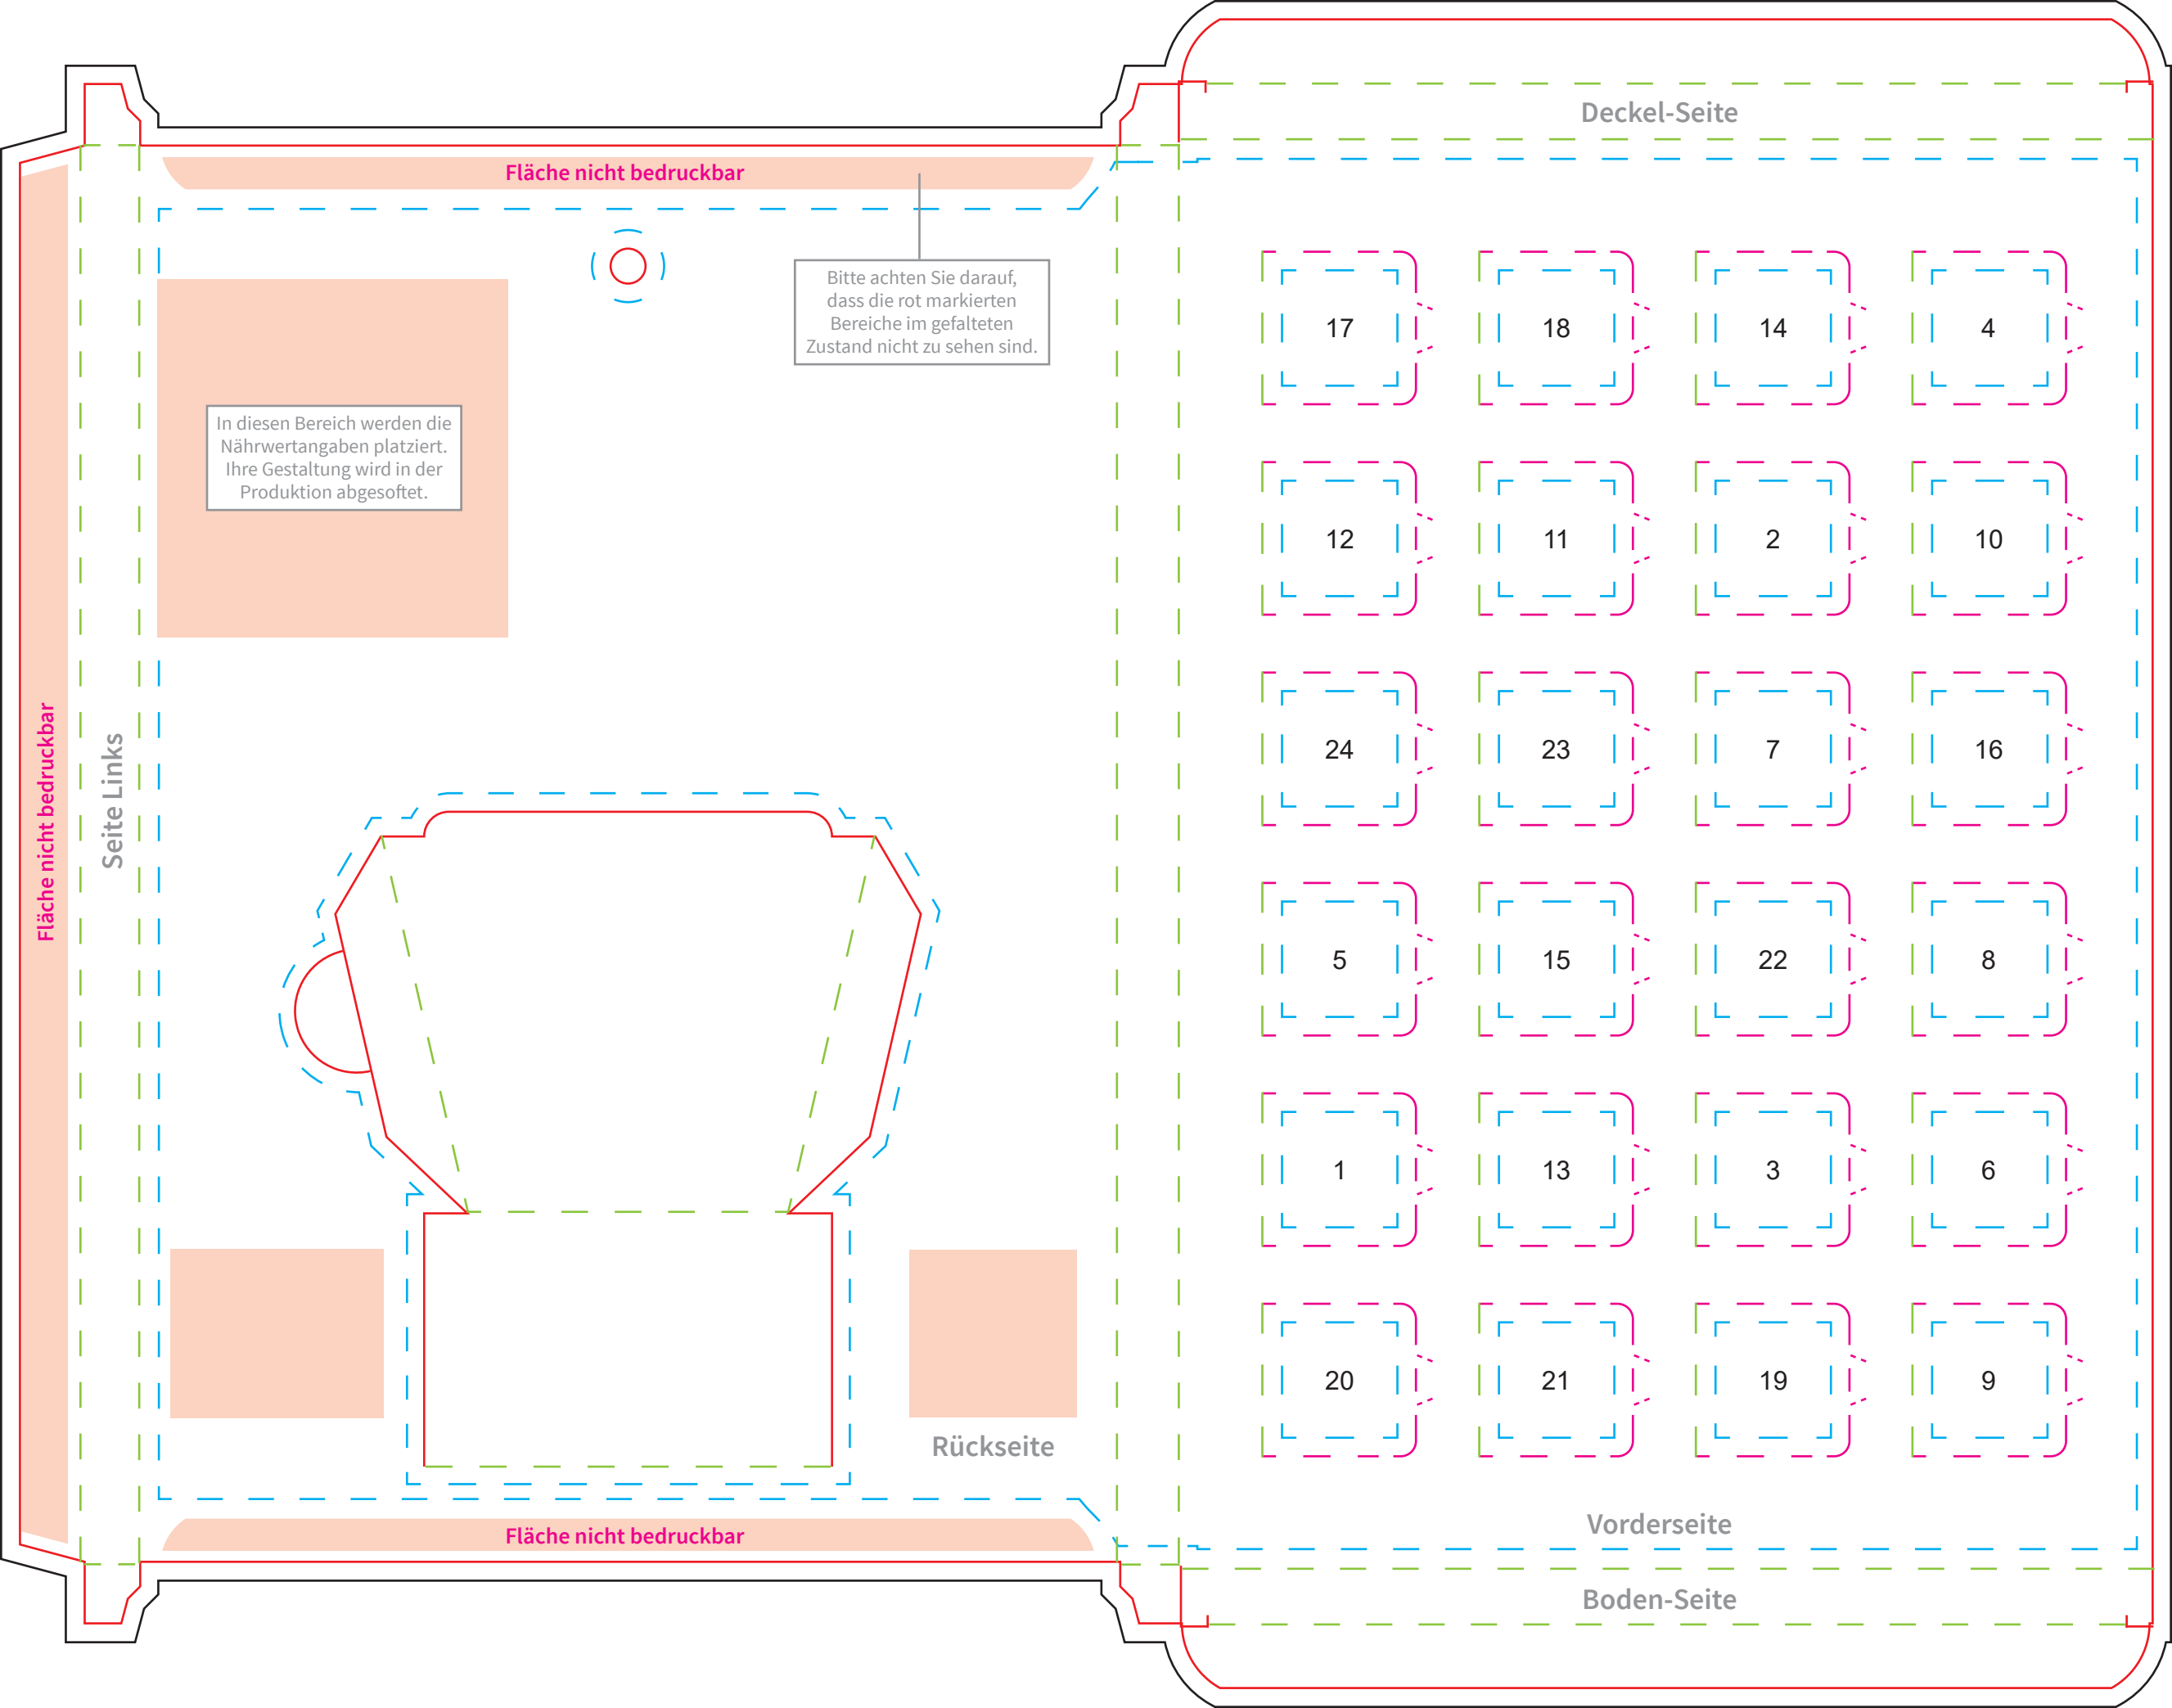 Deckel-Seite
Fläche nicht bedruckbar
Bitte achten Sie darauf,
dass die rot markierten
Bereiche im gefalteten
Zustand nicht zu sehen sind.
In diesen Bereich werden die
Nährwertangaben platziert.
Ihre Gestaltung wird in der
Produktion abgesoftet.
Fläche nicht bedruckbar
Seite Links
Rückseite
Fläche nicht bedruckbar
17 18 14 4
12 11 2 10
24 23 7 16
5 15 22 8
1 13 3 6
20 21 19 9
Vorderseite
Boden-Seite